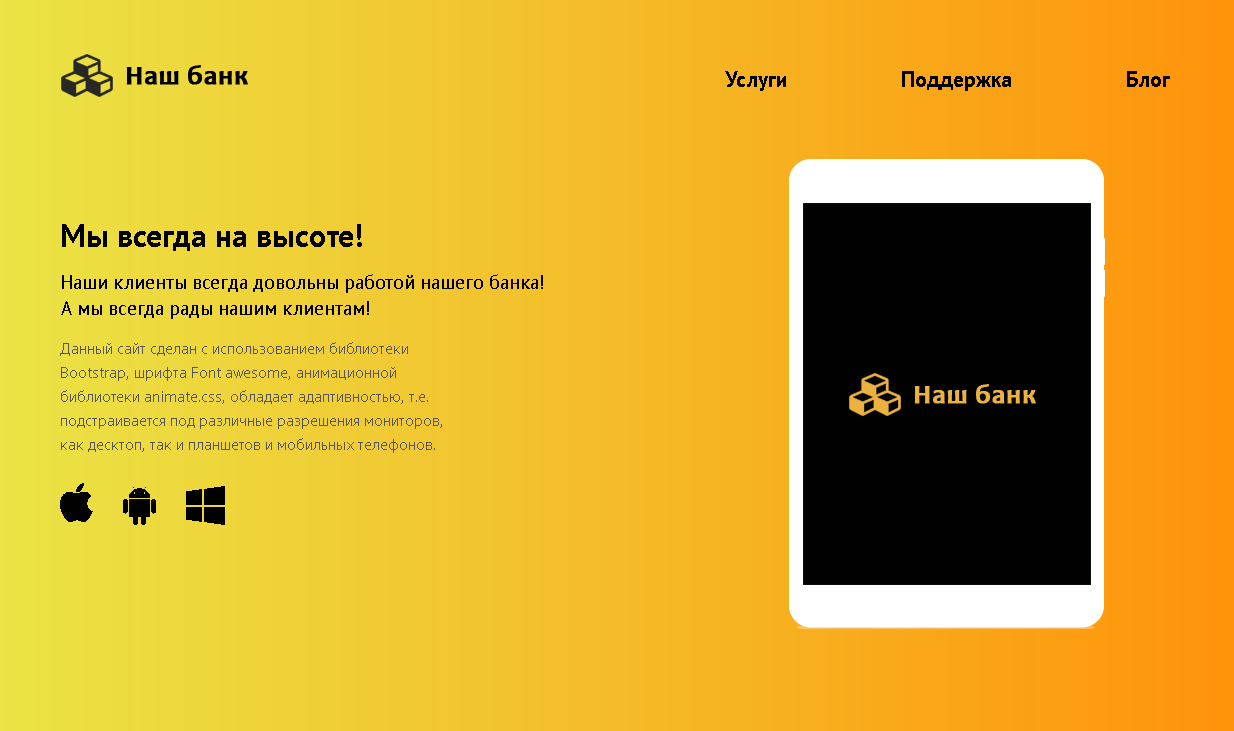 Наш банк
Услуги
Поддержка
Блог
Мы всегда на высоте!
Наши клиенты всегда довольны работой нашего банка!
А мы всегда рады нашим клиентам!
Данный сайт сделан с использованием библиотеки
Bootstrap, шрифта Font awesome, анимационной
библиотеки animate.css, обладает адаптивностью, т.е.
подстраивается под различные разрешения мониторов,
как десктоп, так и планшетов и мобильных телефонов.
Наш банк